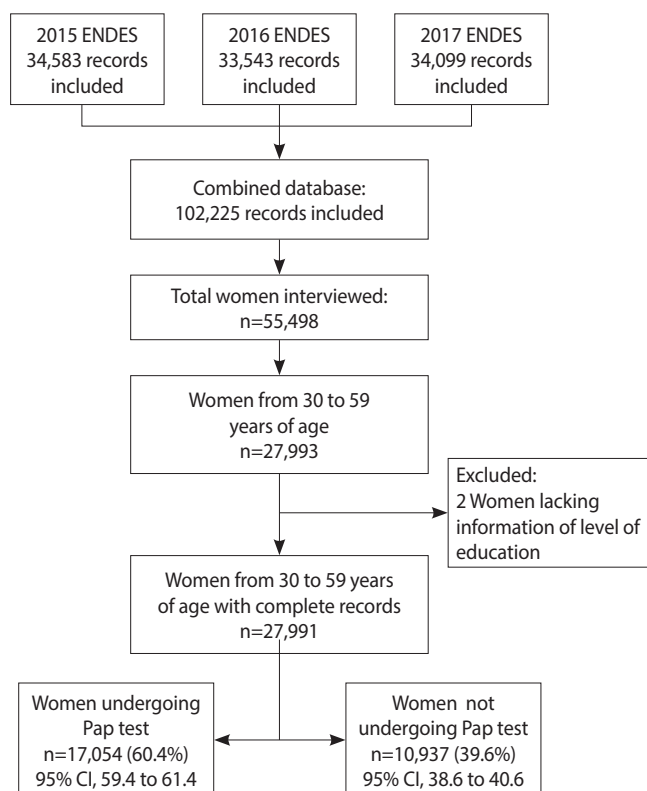 2015 ENDES
34,583 records
included
2016 ENDES
33,543 records
included
2017 ENDES
34,099 records
included
Combined database:
102,225 records included
Total women interviewed:
n=55,498
Women from 30 to 59
years of age
n=27,993
Excluded:
2 Women lacking
information of level of
education
Women from 30 to 59 years
of age with complete records
n=27,991
Women undergoing
Pap test
n=17,054 (60.4%)
95% CI, 59.4 to 61.4
Women not
undergoing Pap test
n=10,937 (39.6%)
95% CI, 38.6 to 40.6